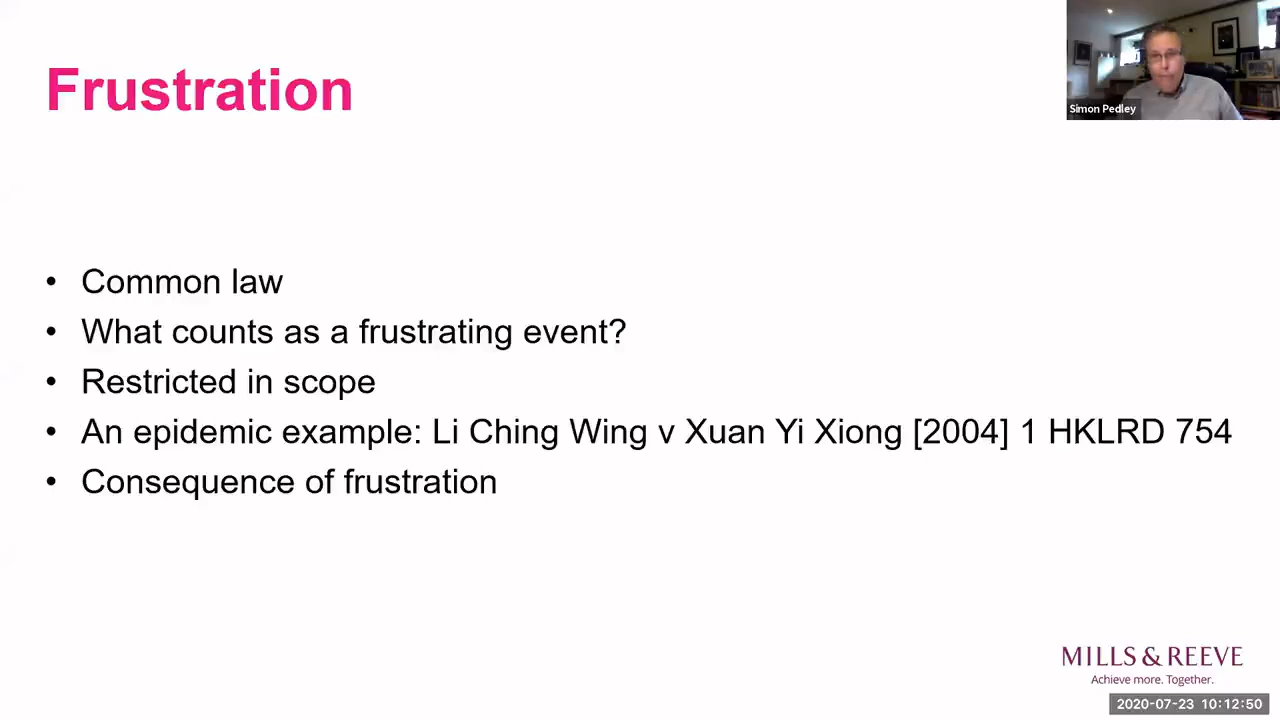 Frustration
Simon Pedley
• Common law
• What counts as a frustrating event?
• Restricted in scope
• An epidemic example: Li Ching Wing v Xuan Yi Xiong [2004] 1 HKLRD 754
• Consequence of frustration
MILLS & REEVE
Achieve more. Together.
2020-07-23 10:12:50